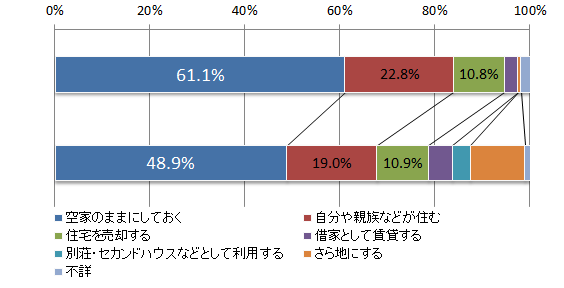 0% 20% 40% 60% 80% 100%
61.1% 22.8% 10.8%
48.9% 19.0% 10.9%
空家のままにしておく 自分や親族などが住む
住宅を売却する 借家として賃貸する
別荘・セカンドハウスなどとして利用する さら地にする
不詳